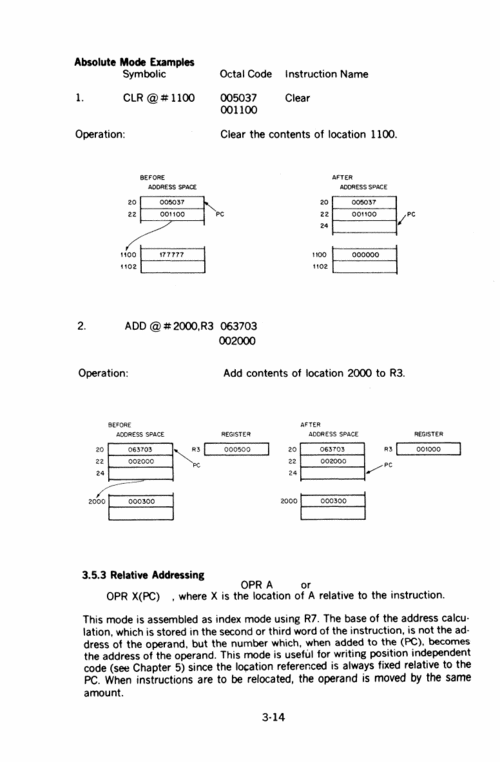 Absolute Mode Examples
Symbolic Octal Code Instruction Name
1. CLR @ # 1100 005037 Clear
001100
Operation: Clear the contents of location 1100.
BEFORE AFTER
ADDRESS SPACE ADDRESS SPACE
20 005037 20 005037
22 001100 PC 22 001100 PC
24
1100 177777 1100 000000
1102 1102
2. ADD @ # 2000,R3 063703
002000
Operation: Add contents of location 2000 to R3.
BEFORE AFTER
ADDRESS SPACE REGISTER ADDRESS SPACE REGISTER
20 063703 R3 000500 20 063703 R3 001000
22 002000 PC 22 002000 PC
24 24
2000 000300 2000 000300
3.5.3 Relative Addressing
OPR A or
OPR X(PC) , where X is the location of A relative to the instruction.
This mode is assembled as index mode using R7. The base of the address calcu-
lation, which is stored in the second or third word of the instruction, is not the ad-
dress of the operand, but the number which, when added to the (PC), becomes
the address of the operand. This mode is useful for writing position independent
code (see Chapter 5) since the location referenced is always fixed relative to the
PC. When instructions are to be relocated, the operand is moved by the same
amount.
3-14